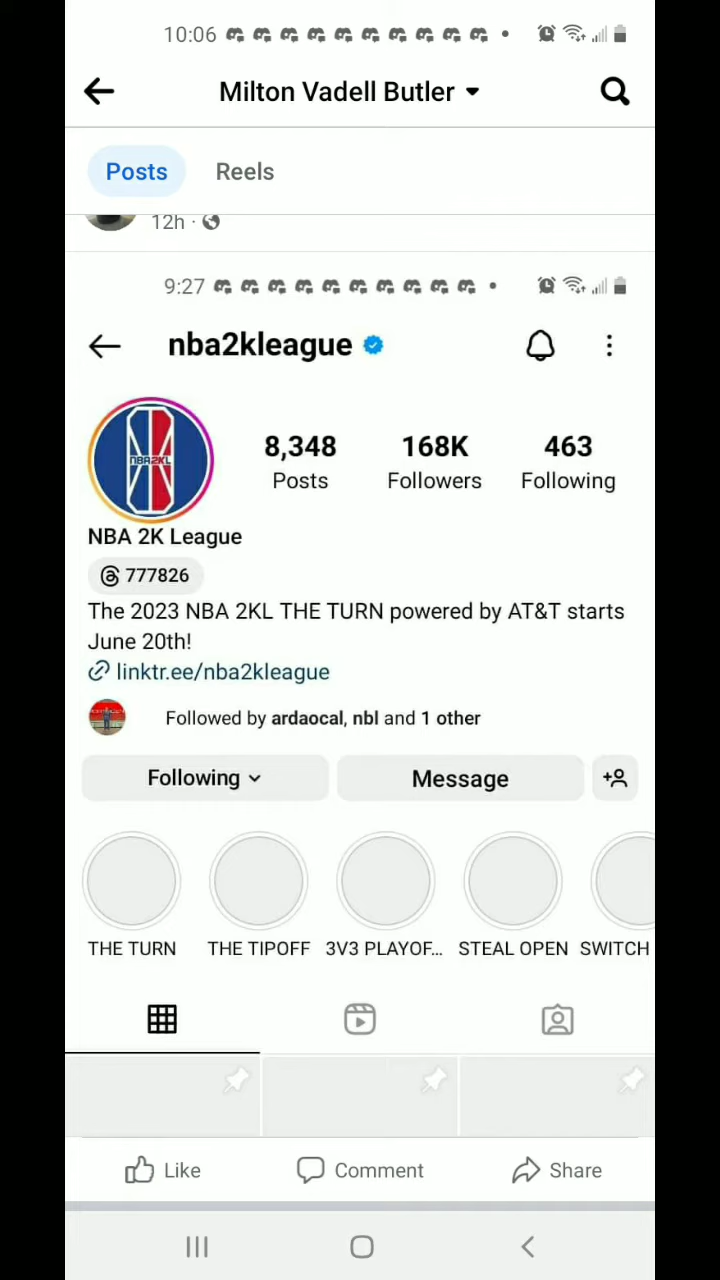 10:06
Milton Vadell Butler
Posts Reels
12h ·
9:27
nba2kleague
NBA2KL
8,348 168K 463
Posts Followers Following
NBA 2K League
777826
The 2023 NBA 2KL THE TURN powered by AT&T starts
June 20th!
linktr.ee/nba2kleague
Followed by ardaocal, nbl and 1 other
Following Message
THE TURN THE TIPOFF 3V3 PLAYOF... STEAL OPEN SWITCH
Like Comment Share